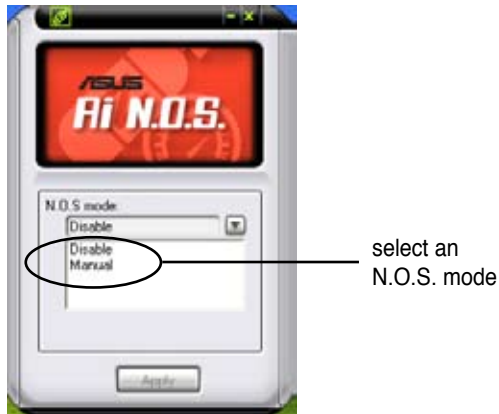 ASUS
Ai N.O.S.
N.O.S mode:
Disable
Disable
Manual
select an
N.O.S. mode
Apply